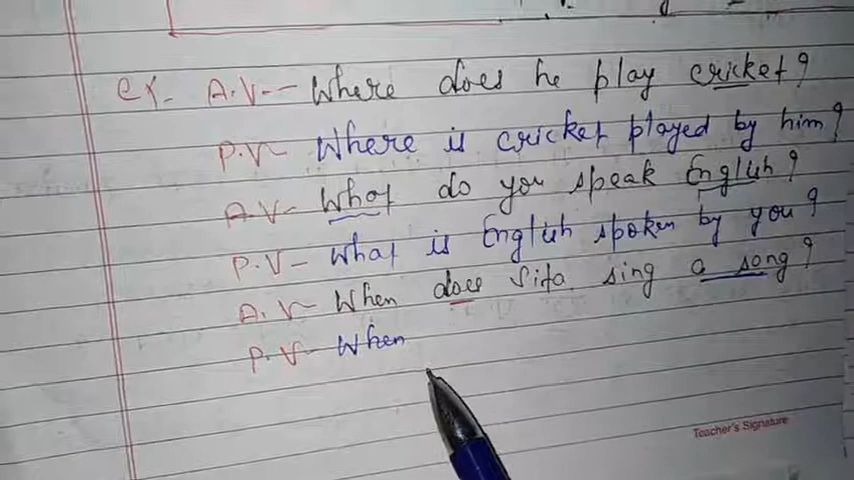 ex- A.V-- Where does he play cricket?
P.V- Where is cricket played by him?
A.V- What do you speak English?
P.V- What is English spoken by you?
A.V- When does Sita sing a song?
P.V- When
Teacher's Signature